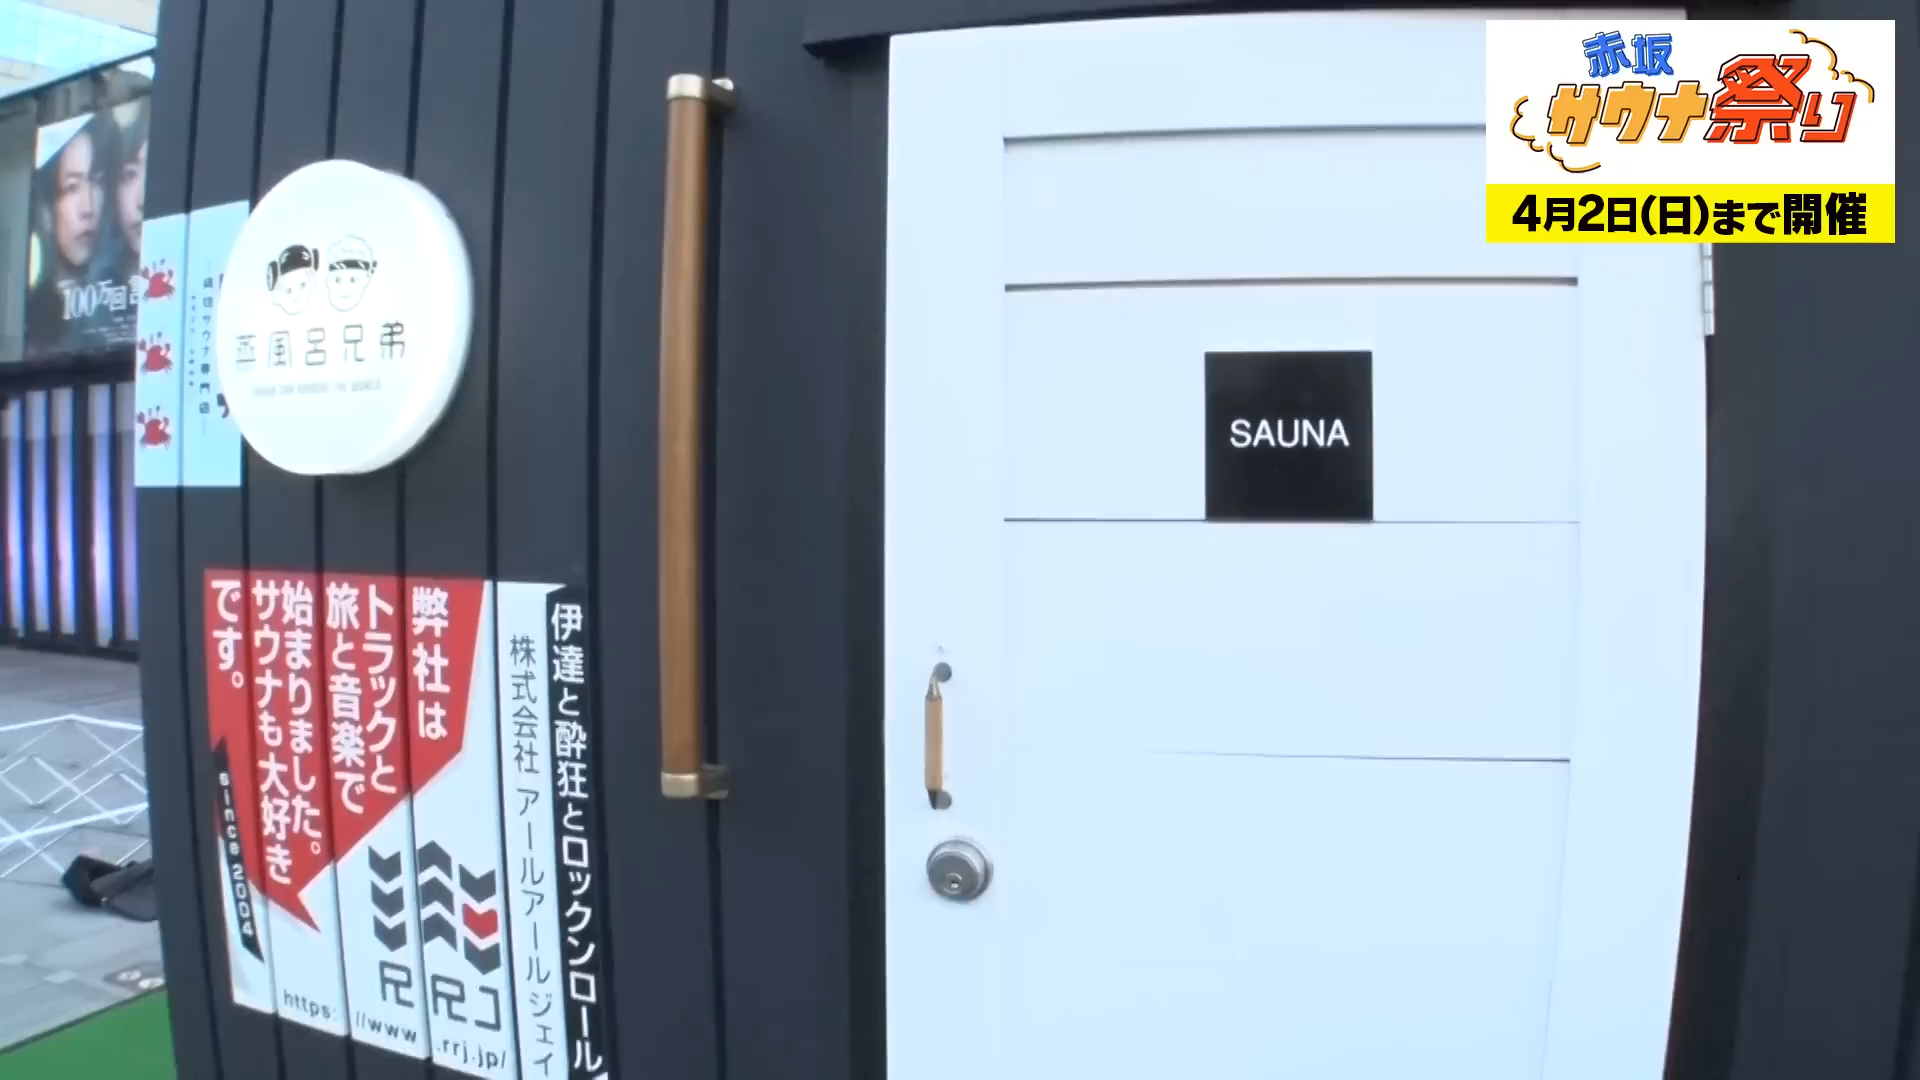 赤坂
サウナ祭り
4月2日(日)まで開催
100万回
蒸風呂兄弟
SAUNA
伊達と酔狂とロックンロール
株式会社 アールアールジェイ
弊社は
トラックと
旅と音楽で
始まりました。
サウナも大好き
です。
since 2004
RRJ
https://www.rrj.jp/